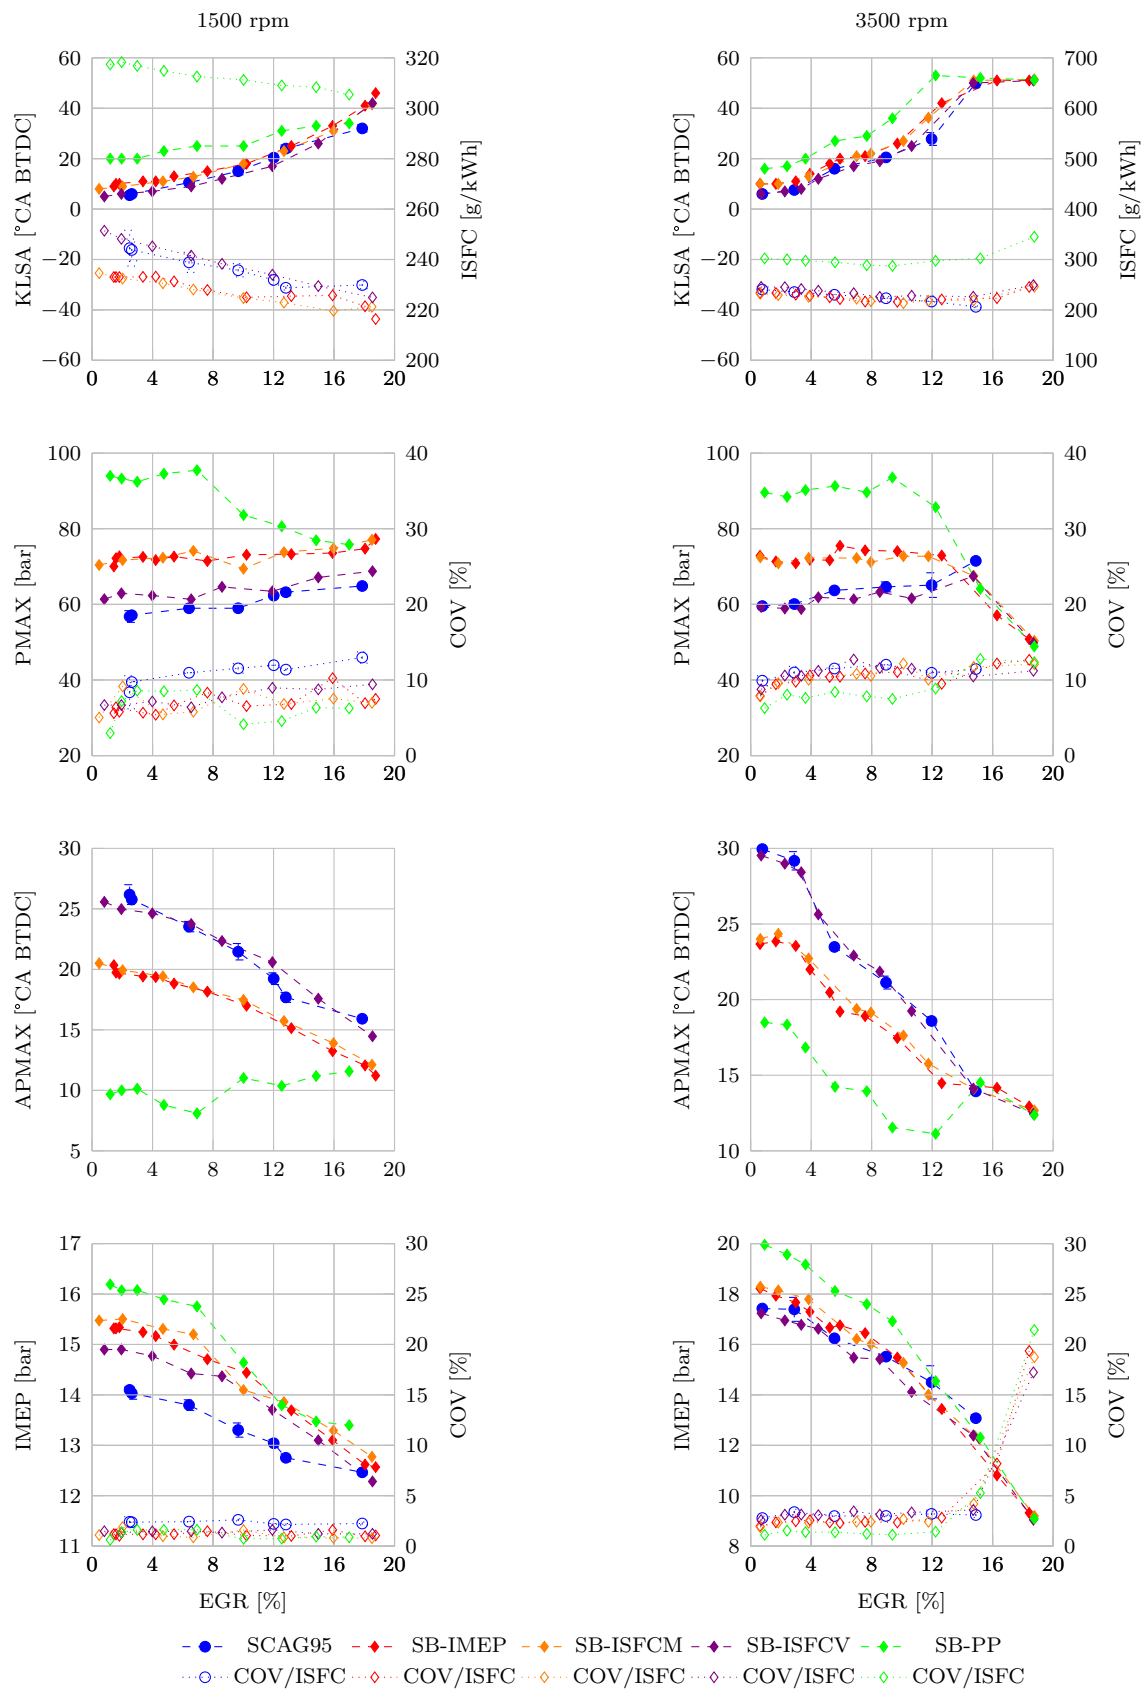 1500 rpm 3500 rpm
60 320 60 700
40 300 40 600
20 280 20 500
0 260 0 400
−20 240 −20 300
−40 220 −40 200
−60 200 −60 100
0 4 8 12 16 20 0 4 8 12 16 20
KLSA [°CA BTDC] ISFC [g/kWh] KLSA [°CA BTDC] ISFC [g/kWh]
100 40 100 40
80 30 80 30
60 20 60 20
40 10 40 10
20 0 20 0
0 4 8 12 16 20 0 4 8 12 16 20
PMAX [bar] COV [%] PMAX [bar] COV [%]
30 30
25 25
20 20
15 15
10 10
5
0 4 8 12 16 20 0 4 8 12 16 20
APMAX [°CA BTDC] APMAX [°CA BTDC]
17 30 20 30
16 25 18 25
15 20 16 20
14 15 14 15
13 10 12 10
12 5 10 5
11 0 8 0
0 4 8 12 16 20 0 4 8 12 16 20
IMEP [bar] COV [%] IMEP [bar] COV [%]
EGR [%] EGR [%]
SCAG95 SB-IMEP SB-ISFCM SB-ISFCV SB-PP
COV/ISFC COV/ISFC COV/ISFC COV/ISFC COV/ISFC